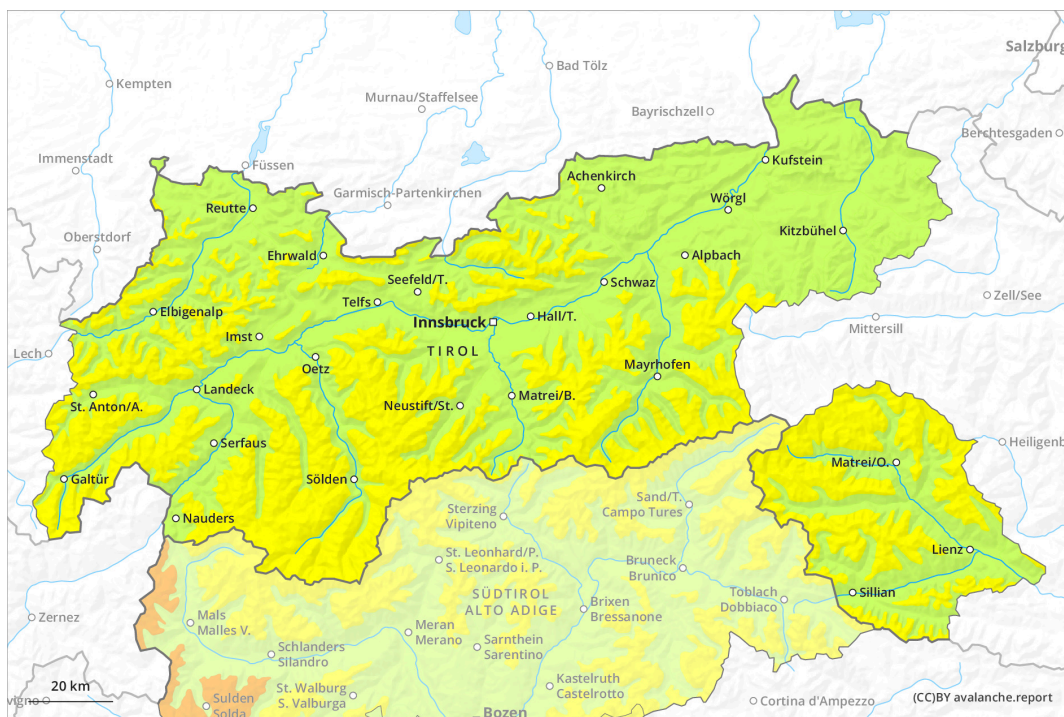 Salzburg
Bad Tölz
Kempten
Murnau/Staffelsee
Bayrischzell
Berchtesgaden
Immenstadt
Füssen
Kufstein
Achenkirch
Garmisch-Partenkirchen
Wörgl
Reutte
Oberstdorf
Kitzbühel
Ehrwald
Alpbach
Seefeld/T.
Schwaz
Zell/See
Telfs
Elbigenalp
Hall/T.
Innsbruck
Mittersill
Imst
Lech
TIROL
Oetz
Mayrhofen
Landeck
Matrei/B.
St. Anton/A.
Neustift/St.
Serfaus
Heiligenb
Matrei/O.
Galtür
Sölden
Sand/T.
Campo Tures
Sterzing
Vipiteno
Nauders
Lienz
St. Leonhard/P.
S. Leonardo i. P.
Bruneck
Brunico
Sillian
SÜDTIROL
ALTO ADIGE
Toblach
Dobbiaco
Brixen
Bressanone
Zernez
Mals
Malles V.
Meran
Merano
Sarnthein
Sarentino
Schlanders
Silandro
20 km
St. Walburg
S. Valburga
Kastelruth
Castelrotto
Sulden
Solda
vigno
Cortina d'Ampezzo
(CC)BY avalanche.report
Bozen